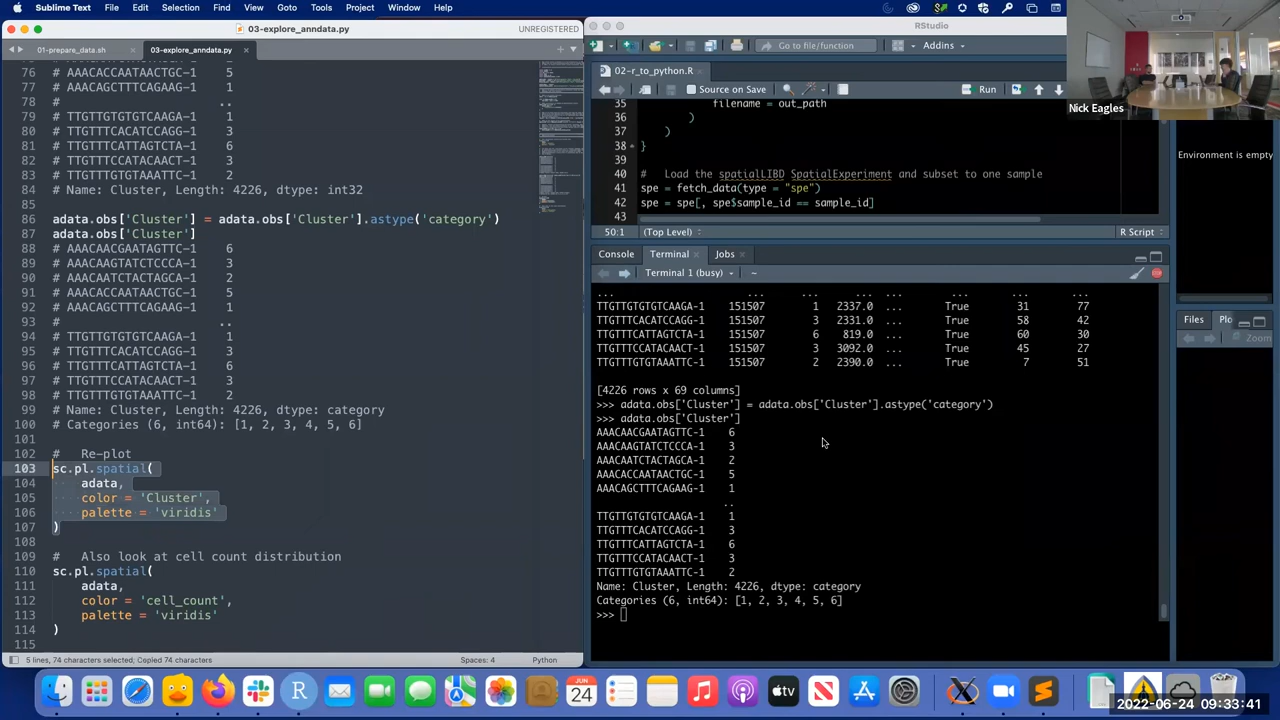 Sublime Text File Edit Selection Find View Goto Tools Project Window Help
03-explore_anndata.py
UNREGISTERED
01-prepare_data.sh
03-explore_anndata.py
76 # AAACACCAATAACTGC-1 5
77 # AAACAGCTTTCAGAAG-1 1
78 # ..
79 # TTGTTGTGTGTCAAGA-1 1
80 # TTGTTTCACATCCAGG-1 3
81 # TTGTTTCATTAGTCTA-1 6
82 # TTGTTTCCATACAACT-1 3
83 # TTGTTTGTGTAAATTC-1 2
84 # Name: Cluster, Length: 4226, dtype: int32
85
86 adata.obs['Cluster'] = adata.obs['Cluster'].astype('category')
87 adata.obs['Cluster']
88 # AAACAACGAATAGTTC-1 6
89 # AAACAAGTATCTCCCA-1 3
90 # AAACAATCTACTAGCA-1 2
91 # AAACACCAATAACTGC-1 5
92 # AAACAGCTTTCAGAAG-1 1
93 # ..
94 # TTGTTGTGTGTCAAGA-1 1
95 # TTGTTTCACATCCAGG-1 3
96 # TTGTTTCATTAGTCTA-1 6
97 # TTGTTTCCATACAACT-1 3
98 # TTGTTTGTGTAAATTC-1 2
99 # Name: Cluster, Length: 4226, dtype: category
100 # Categories (6, int64): [1, 2, 3, 4, 5, 6]
101
102 # Re-plot
103 sc.pl.spatial(
104 adata,
105 color = 'Cluster',
106 palette = 'viridis'
107 )
108
109 # Also look at cell count distribution
110 sc.pl.spatial(
111 adata,
112 color = 'cell_count',
113 palette = 'viridis'
114 )
115
5 lines, 74 characters selected; Copied 74 characters
Spaces: 4
Python
RStudio
Go to file/function
Addins
02-r_to_python.R
Source on Save
Run
35 filename = out_path
36 )
37 )
38 }
39
40 # Load the spatialLIBD SpatialExperiment and subset to one sample
41 spe = fetch_data(type = "spe")
42 spe = spe[, spe$sample_id == sample_id]
43
50:1 (Top Level) R Script
Console Terminal Jobs
Terminal 1 (busy) ~
... ... ... ... ... ... ... ...
TTGTTGTGTGTCAAGA-1 151507 1 2337.0 ... True 31 77
TTGTTTCACATCCAGG-1 151507 3 2331.0 ... True 58 42
TTGTTTCATTAGTCTA-1 151507 6 819.0 ... True 60 30
TTGTTTCCATACAACT-1 151507 3 3092.0 ... True 45 27
TTGTTTGTGTAAATTC-1 151507 2 2390.0 ... True 7 51
[4226 rows x 69 columns]
>>> adata.obs['Cluster'] = adata.obs['Cluster'].astype('category')
>>> adata.obs['Cluster']
AAACAACGAATAGTTC-1 6
AAACAAGTATCTCCCA-1 3
AAACAATCTACTAGCA-1 2
AAACACCAATAACTGC-1 5
AAACAGCTTTCAGAAG-1 1
..
TTGTTGTGTGTCAAGA-1 1
TTGTTTCACATCCAGG-1 3
TTGTTTCATTAGTCTA-1 6
TTGTTTCCATACAACT-1 3
TTGTTTGTGTAAATTC-1 2
Name: Cluster, Length: 4226, dtype: category
Categories (6, int64): [1, 2, 3, 4, 5, 6]
>>>
Nick Eagles
Environment is empty
Files Plo
Zoom
JUN
24
2022-06-24 09:33:41